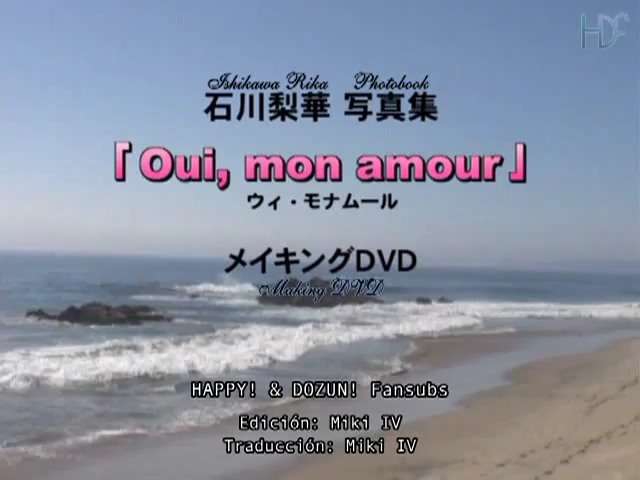 HDF
Ishikawa Rika Photobook
石川梨華 写真集
「Oui, mon amour」
ウィ・モナムール
メイキングDVD
Making DVD
HAPPY! & DOZUN! Fansubs
Edición: Miki IV
Traducción: Miki IV